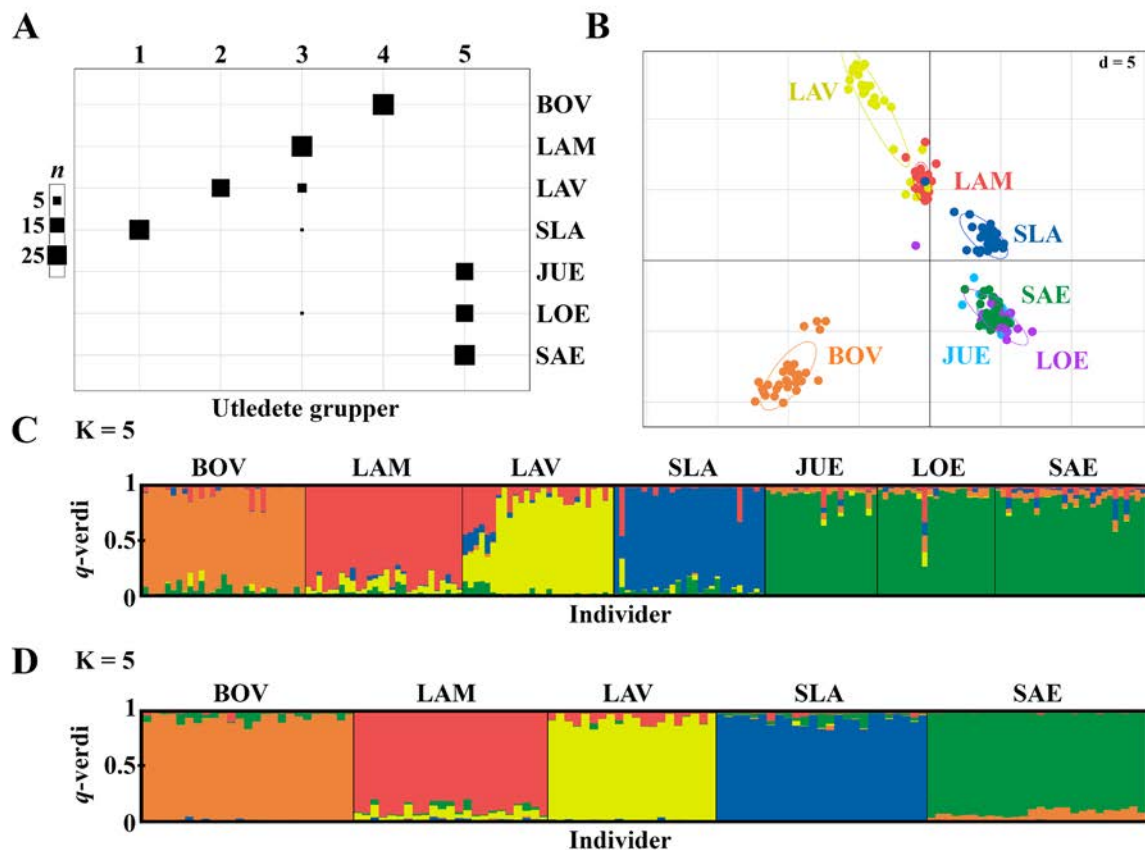 A
1 2 3 4 5
BOV
LAM
LAV
SLA
JUE
LOE
SAE
n
5
15
25
Utledete grupper
B
d = 5
LAV
LAM
SLA
SAE
JUE
LOE
BOV
C K = 5
BOV LAM LAV SLA JUE LOE SAE
1
0.5
0
q-verdi
Individer
D K = 5
BOV LAM LAV SLA SAE
1
0.5
0
q-verdi
Individer